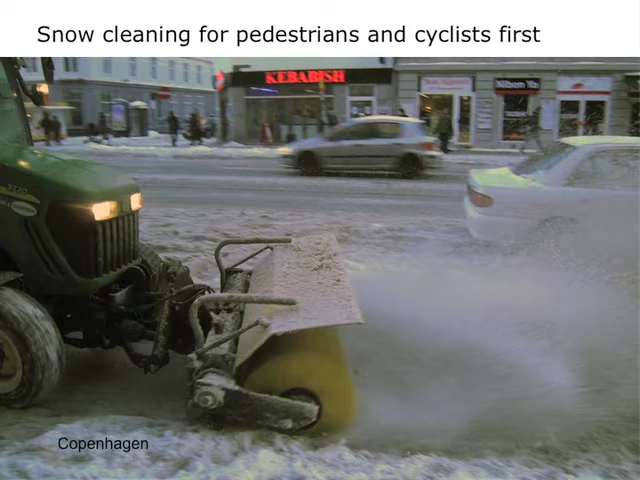 Snow cleaning for pedestrians and cyclists first
KEBABISH
Copenhagen